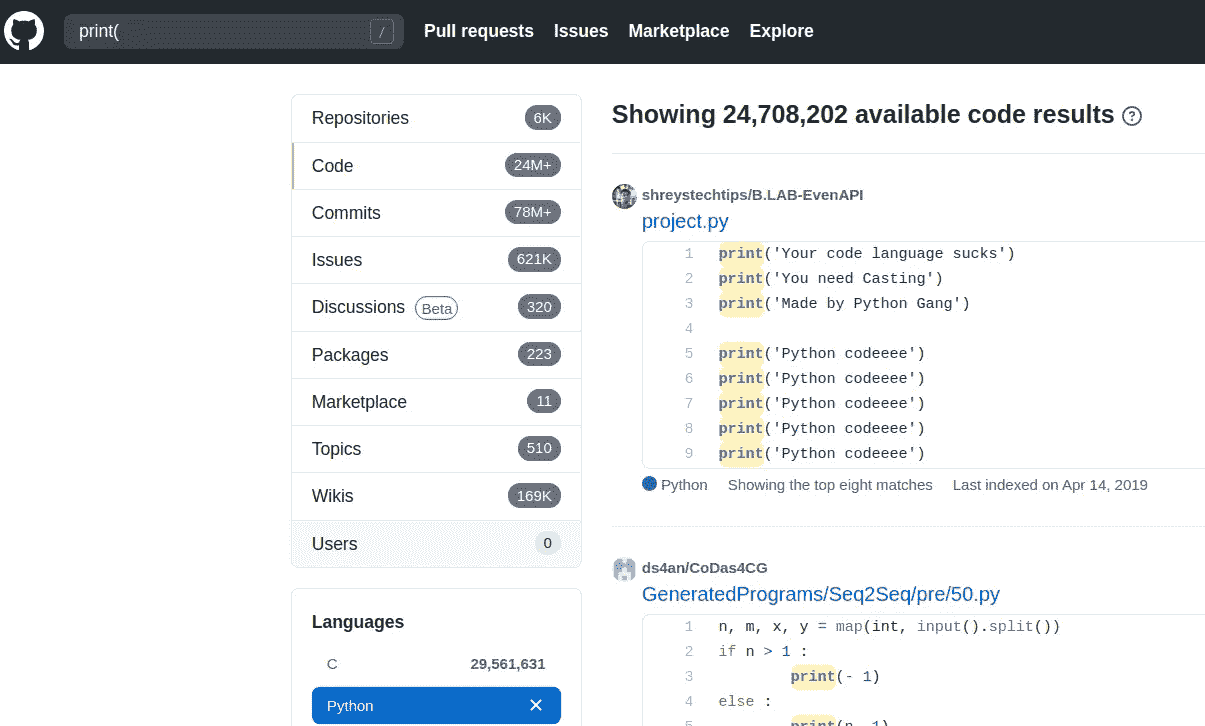 print( /
Pull requests Issues Marketplace Explore
Repositories 6K
Code 24M+
Commits 78M+
Issues 621K
Discussions Beta 320
Packages 223
Marketplace 11
Topics 510
Wikis 169K
Users 0
Languages
C 29,561,631
Python ✕
Showing 24,708,202 available code results ?
shreystechtips/B.LAB-EvenAPI
project.py
1 print('Your code language sucks')
2 print('You need Casting')
3 print('Made by Python Gang')
4
5 print('Python codeeee')
6 print('Python codeeee')
7 print('Python codeeee')
8 print('Python codeeee')
9 print('Python codeeee')
Python Showing the top eight matches Last indexed on Apr 14, 2019
ds4an/CoDas4CG
GeneratedPrograms/Seq2Seq/pre/50.py
1 n, m, x, y = map(int, input().split())
2 if n > 1 :
3 print(- 1)
4 else :
5 print(n, 1)